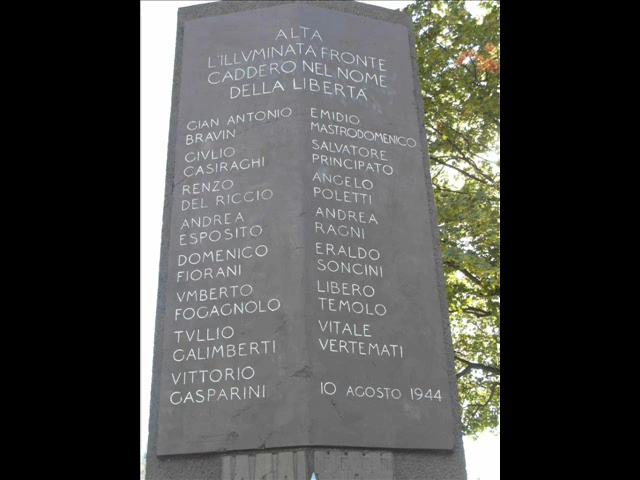 ALTA
L'ILLVMINATA FRONTE
CADDERO NEL NOME
DELLA LIBERTÀ
GIAN ANTONIO
BRAVIN
GIVLIO
CASIRAGHI
RENZO
DEL RICCIO
ANDREA
ESPOSITO
DOMENICO
FIORANI
VMBERTO
FOGAGNOLO
TVLLIO
GALIMBERTI
VITTORIO
GASPARINI
EMIDIO
MASTRODOMENICO
SALVATORE
PRINCIPATO
ANGELO
POLETTI
ANDREA
RAGNI
ERALDO
SONCINI
LIBERO
TEMOLO
VITALE
VERTEMATI
10 AGOSTO 1944